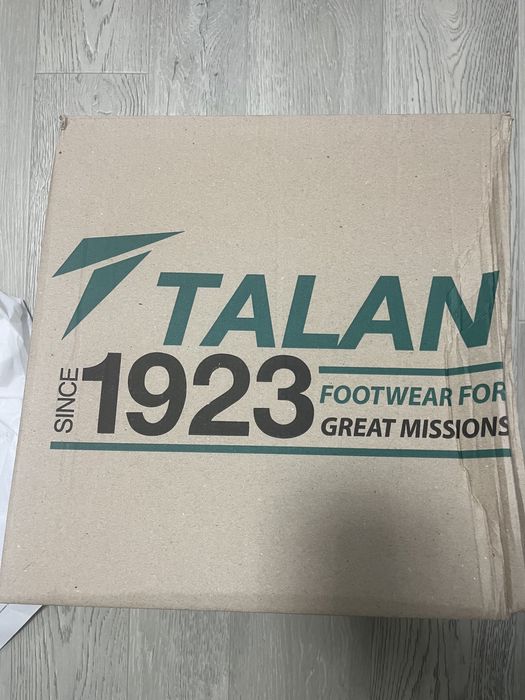 TALAN
SINCE 1923
FOOTWEAR FOR
GREAT MISSIONS